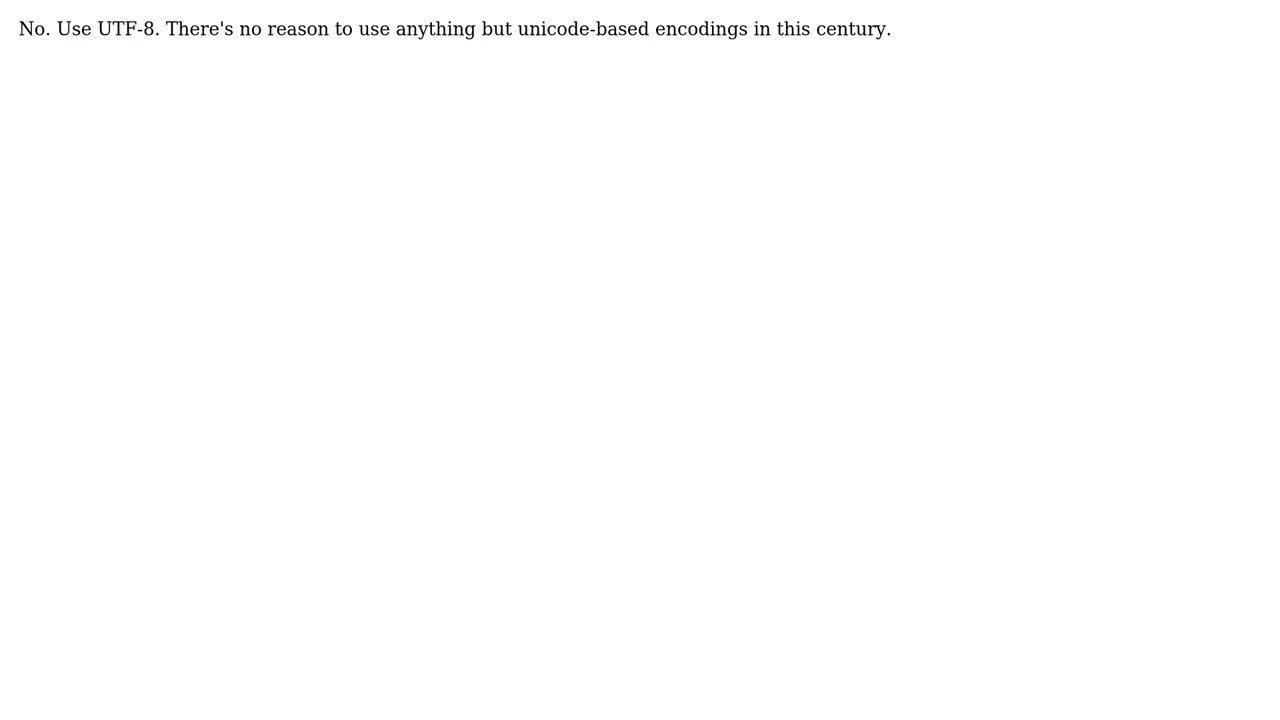 No. Use UTF-8. There's no reason to use anything but unicode-based encodings in this century.